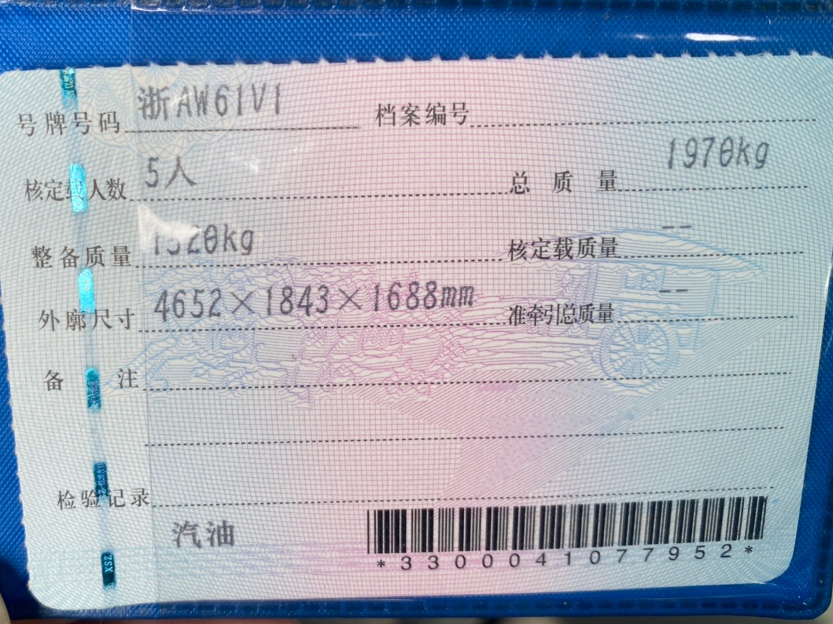 号牌号码 浙AW61V1 档案编号
核定载人数 5人 总质量 1970kg
整备质量 1520kg 核定载质量 --
外廓尺寸 4652×1843×1688mm 准牵引总质量 --
备注
检验记录
汽油
*3300041077952*
XSZ